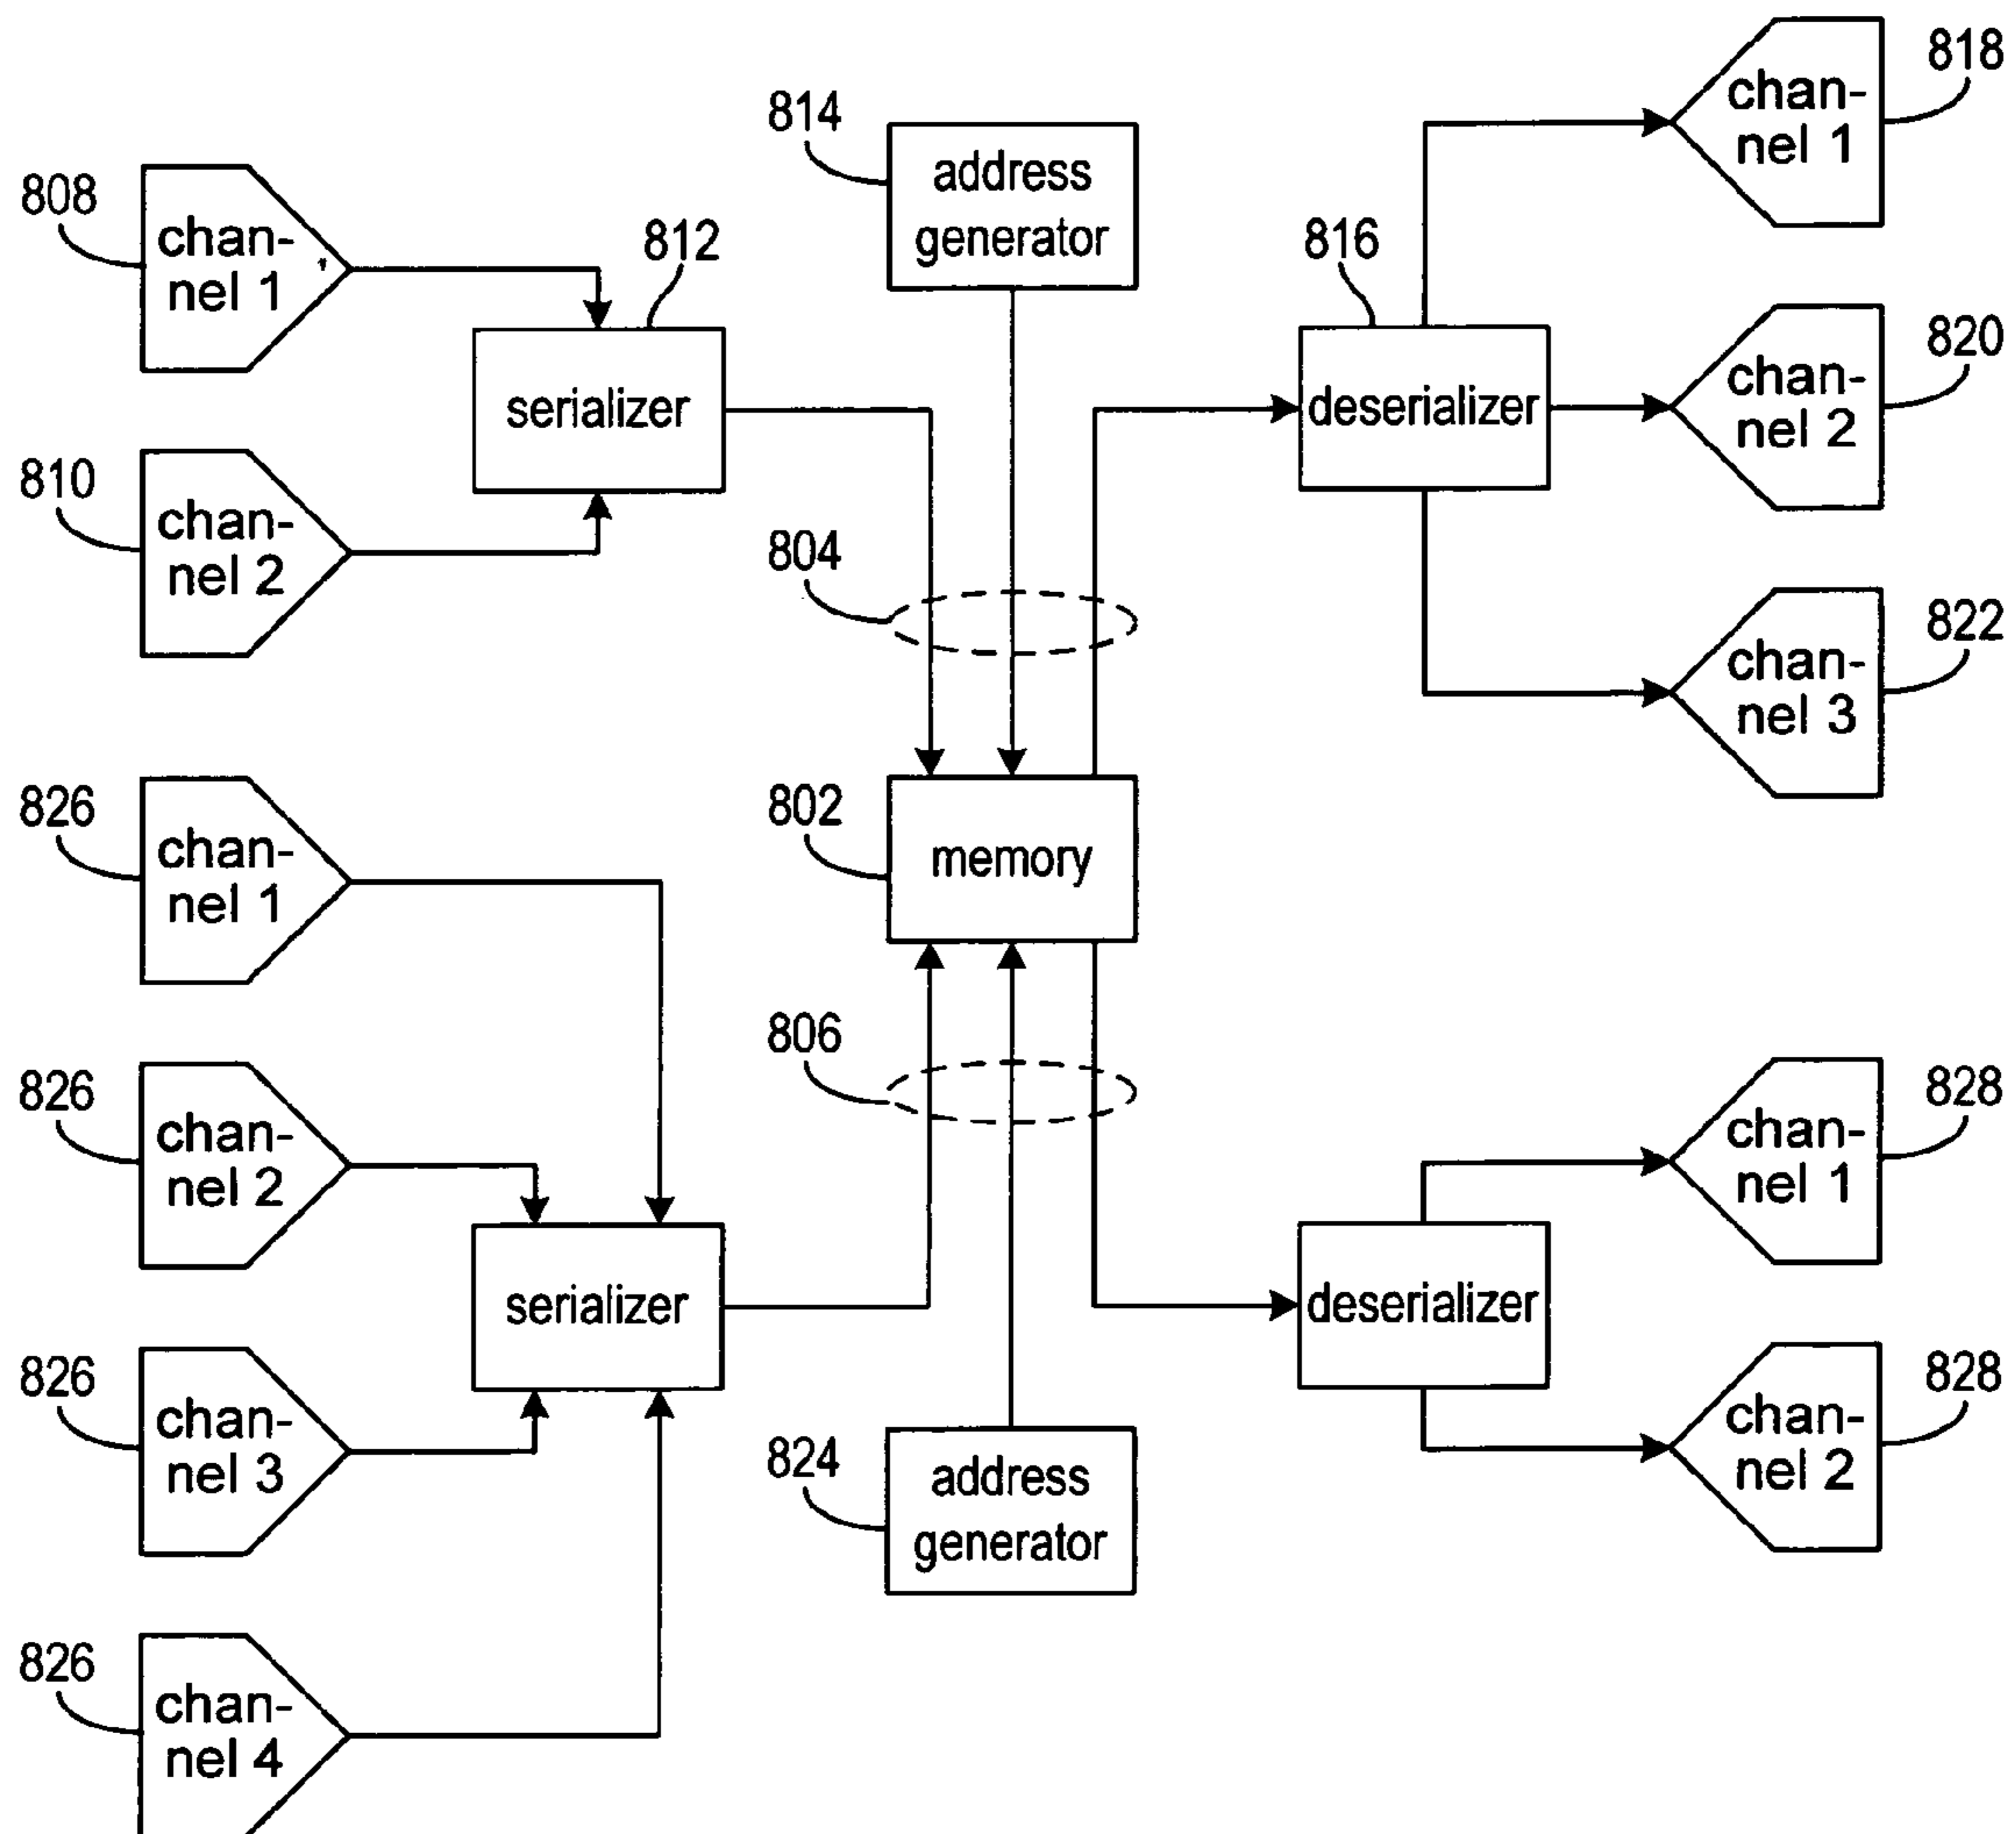 818
chan-
nel 1
814
address
generator
808
chan-
nel 1
812
serializer
816
deserializer
820
chan-
nel 2
810
chan-
nel 2
804
822
chan-
nel 3
826
chan-
nel 1
802
memory
806
826
chan-
nel 2
828
chan-
nel 1
serializer
deserializer
826
chan-
nel 3
828
chan-
nel 2
824
address
generator
826
chan-
nel 4